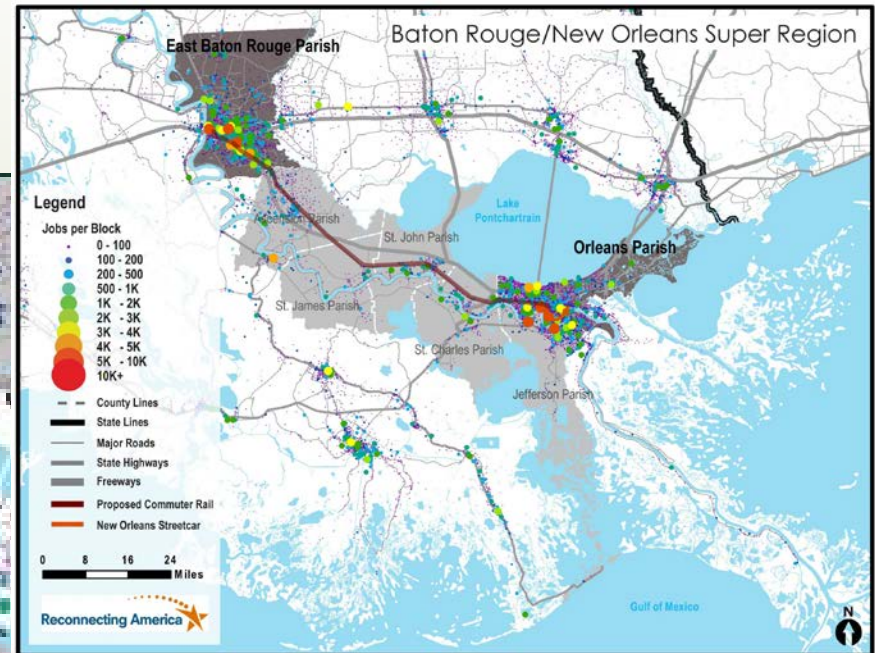 Baton Rouge/New Orleans Super Region
East Baton Rouge Parish
Lake
Pontchartrain
Orleans Parish
Ascension Parish
St. John Parish
St. James Parish
St. Charles Parish
Jefferson Parish
Gulf of Mexico
N
Legend
Jobs per Block
0 - 100
100 - 200
200 - 500
500 - 1K
1K - 2K
2K - 3K
3K - 4K
4K - 5K
5K - 10K
10K+
County Lines
State Lines
Major Roads
State Highways
Freeways
Proposed Commuter Rail
New Orleans Streetcar
0 8 16 24
Miles
Reconnecting America